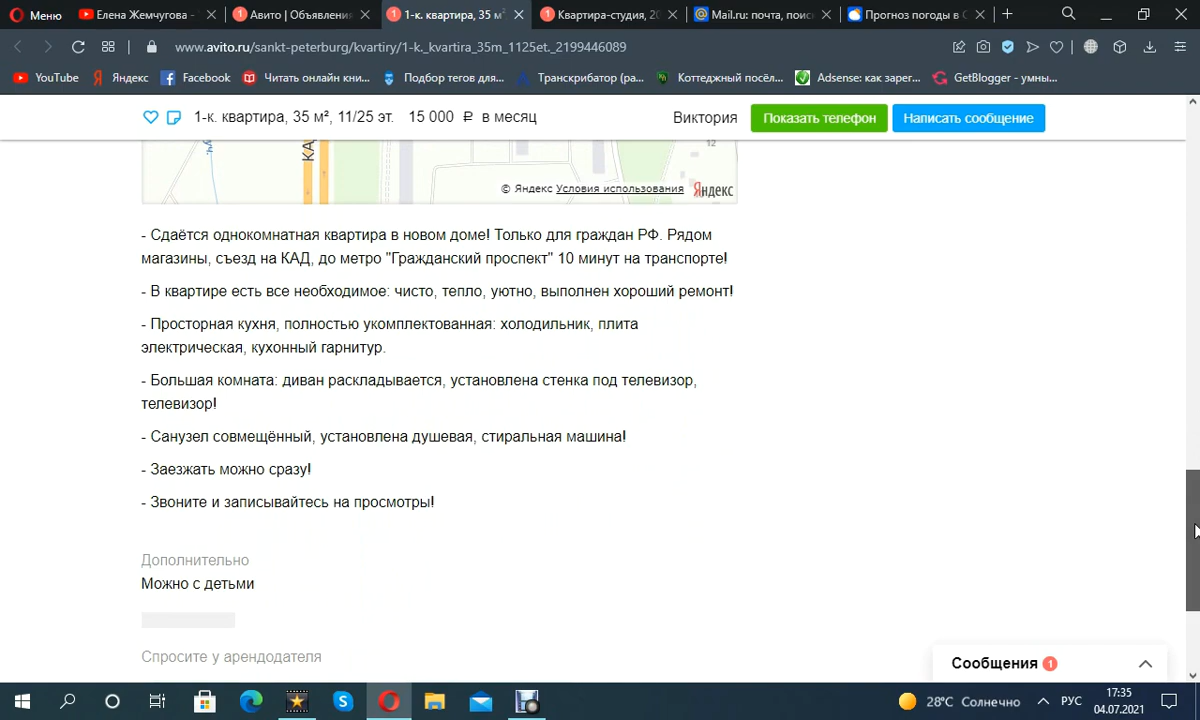 Меню
Елена Жемчугова -
Авито | Объявлени
1-к. квартира, 35 м²
Квартира-студия, 20
Mail.ru: почта, поис
Прогноз погоды в С
www.avito.ru/sankt-peterburg/kvartiry/1-k._kvartira_35m_1125et._2199446089
YouTube
Яндекс
Facebook
Читать онлайн кни...
Подбор тегов для...
Транскрибатор (ра...
Коттеджный посёл...
Adsense: как зарег...
GetBlogger - умны...
1-к. квартира, 35 м², 11/25 эт. 15 000 ₽ в месяц
Виктория
Показать телефон
Написать сообщение
КА
12
© Яндекс Условия использования Яндекс
- Сдаётся однокомнатная квартира в новом доме! Только для граждан РФ. Рядом
магазины, съезд на КАД, до метро "Гражданский проспект" 10 минут на транспорте!
- В квартире есть все необходимое: чисто, тепло, уютно, выполнен хороший ремонт!
- Просторная кухня, полностью укомплектованная: холодильник, плита
электрическая, кухонный гарнитур.
- Большая комната: диван раскладывается, установлена стенка под телевизор,
телевизор!
- Санузел совмещённый, установлена душевая, стиральная машина!
- Заезжать можно сразу!
- Звоните и записывайтесь на просмотры!
Дополнительно
Можно с детьми
Спросите у арендодателя
Сообщения 1
28°C Солнечно
РУС
17:35
04.07.2021